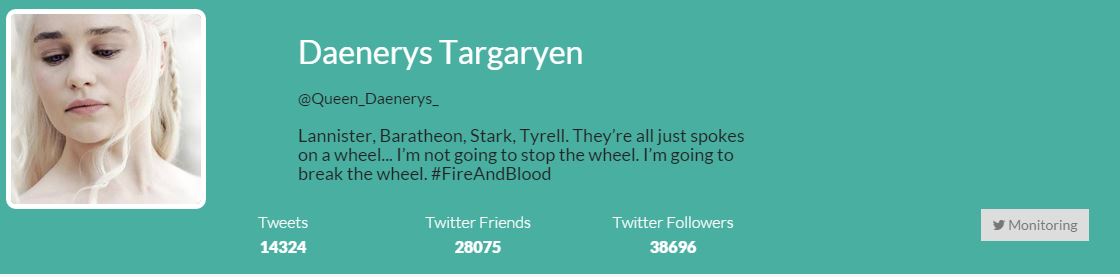 Daenerys Targaryen
@Queen_Daenerys_
Lannister, Baratheon, Stark, Tyrell. They’re all just spokes
on a wheel... I’m not going to stop the wheel. I’m going to
break the wheel. #FireAndBlood
Tweets Twitter Friends Twitter Followers
14324 28075 38696
Monitoring